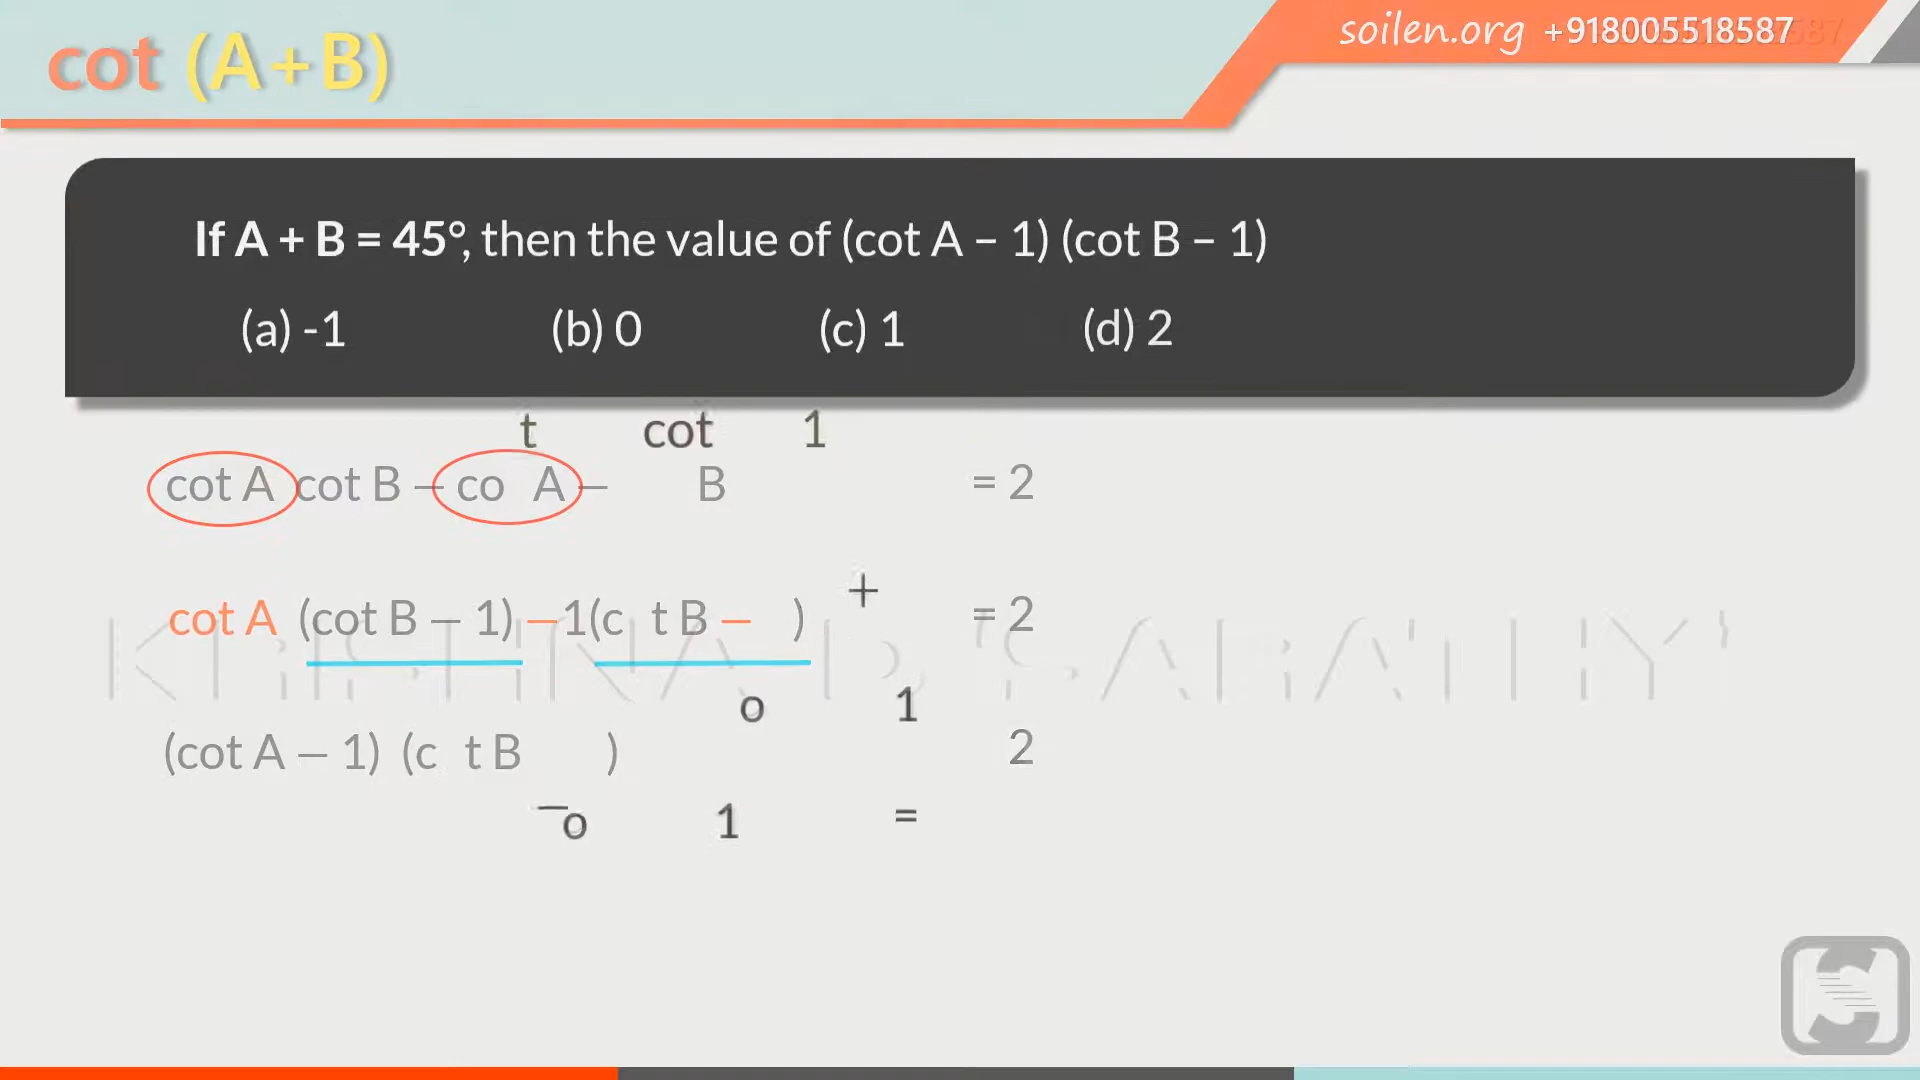 cot (A+B)
soilen.org +918005518587
If A + B = 45°, then the value of (cot A – 1) (cot B – 1)
(a) -1 (b) 0 (c) 1 (d) 2
t cot 1
cot A cot B – co A – B = 2
+
cot A (cot B – 1) –1(c t B – ) = 2
o 1
(cot A – 1) (c t B ) 2
– o 1 =